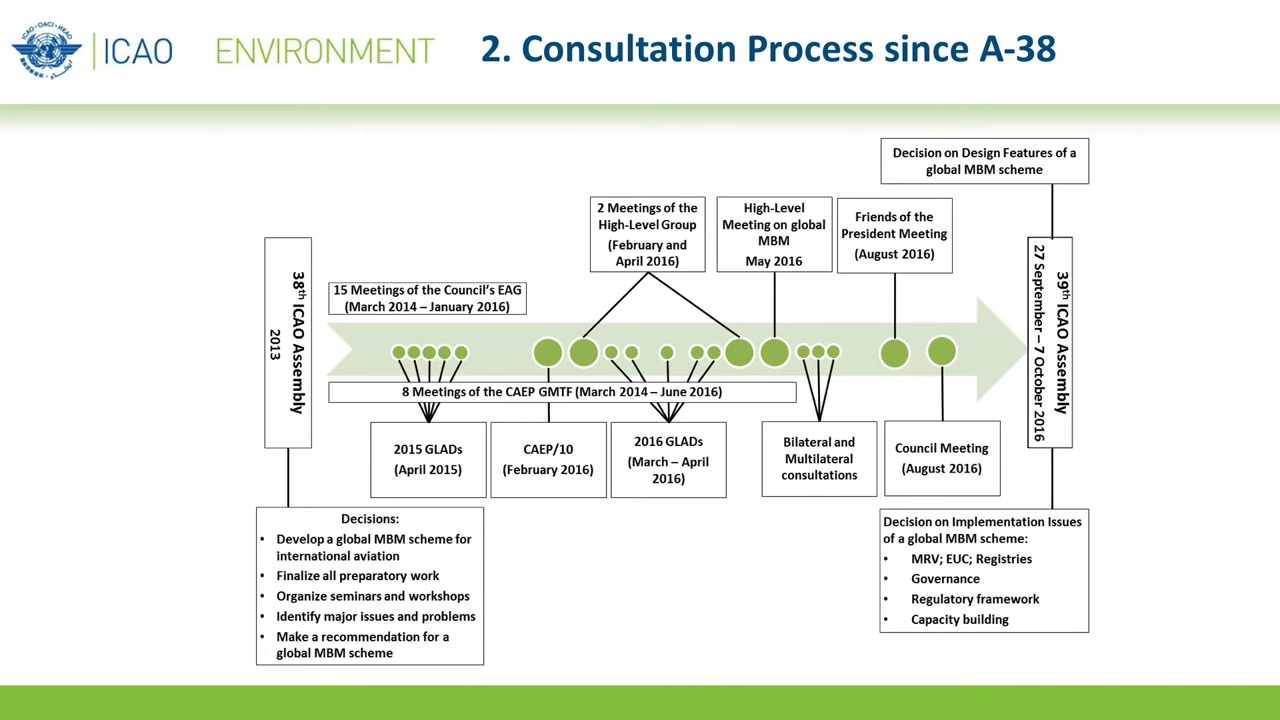 ICAO · OACI · ИКАО
ICAO
ENVIRONMENT
2. Consultation Process since A-38
Decision on Design Features of a
global MBM scheme
2 Meetings of the
High-Level Group
(February and
April 2016)
High-Level
Meeting on global
MBM
May 2016
Friends of the
President Meeting
(August 2016)
38th ICAO Assembly
2013
15 Meetings of the Council's EAG
(March 2014 – January 2016)
39th ICAO Assembly
27 September – 7 October 2016
8 Meetings of the CAEP GMTF (March 2014 – June 2016)
2015 GLADs
(April 2015)
CAEP/10
(February 2016)
2016 GLADs
(March – April
2016)
Bilateral and
Multilateral
consultations
Council Meeting
(August 2016)
Decisions:
• Develop a global MBM scheme for
international aviation
• Finalize all preparatory work
• Organize seminars and workshops
• Identify major issues and problems
• Make a recommendation for a
global MBM scheme
Decision on Implementation Issues
of a global MBM scheme:
• MRV; EUC; Registries
• Governance
• Regulatory framework
• Capacity building